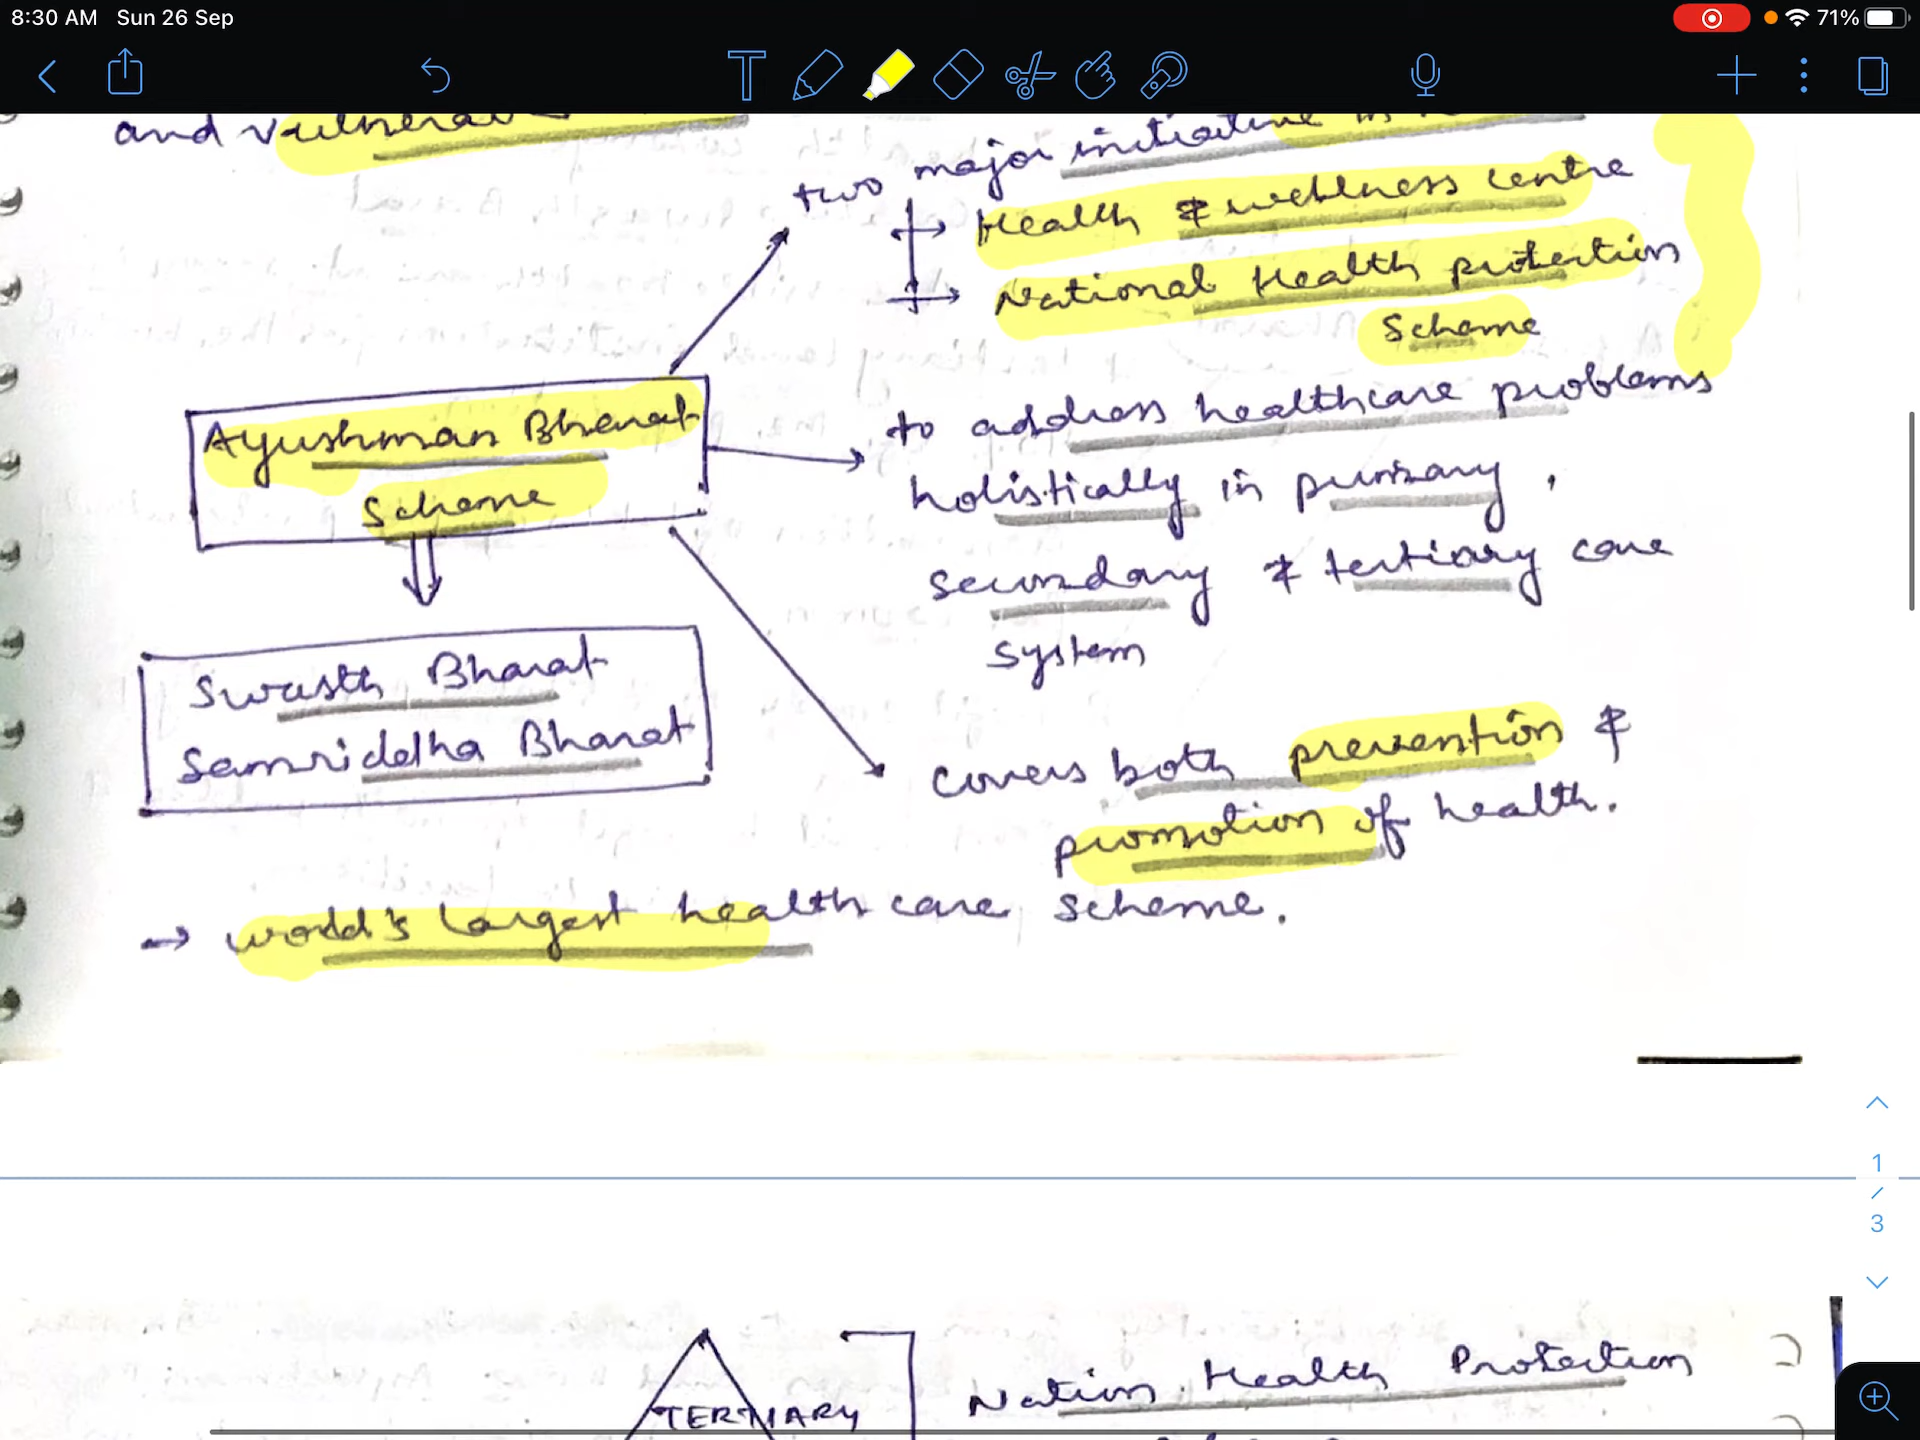 8:30 AM Sun 26 Sep
71%
and
two major initiative in
Health & wellness centre
National Health protection
Scheme
Ayushman Bharat
Scheme
to address healthcare problems
holistically in primary,
secondary & tertiary care
system
Swasth Bharat
Samriddha Bharat
covers both prevention &
promotion of health.
→ world's largest health care scheme.
1
/
3
Nation Health Protection
TERTIARY